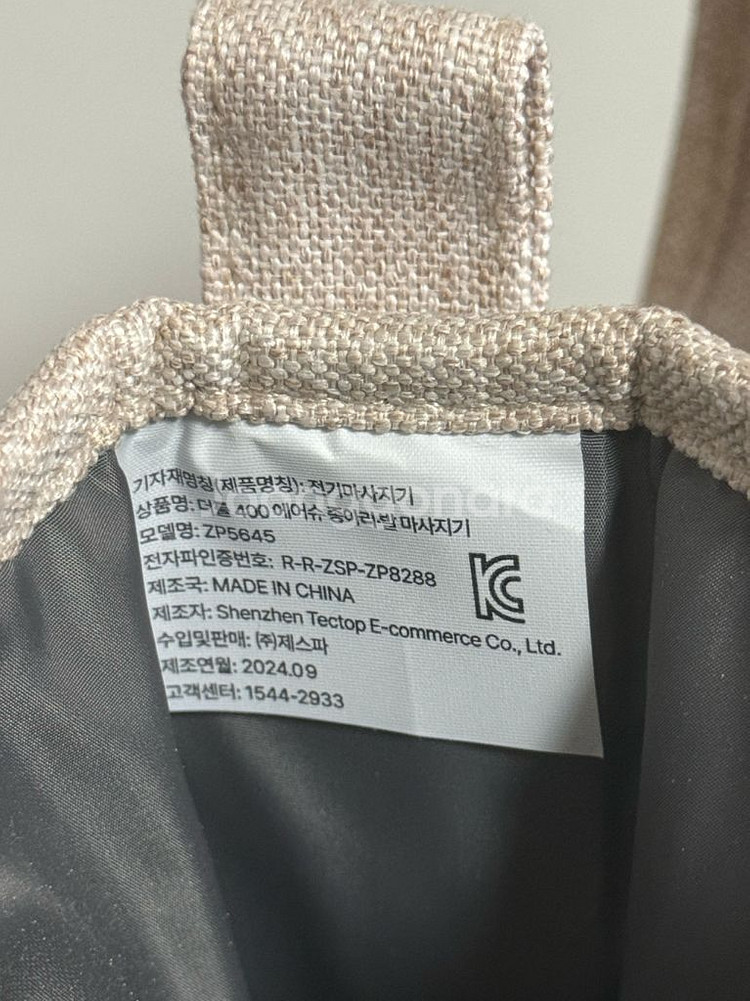 기자재명칭(제품명칭): 전기마사지기
상품명: 더블 400 에어슈 종아리·발 마사지기
모델명: ZP5645
전자파인증번호: R-R-ZSP-ZP8288
제조국: MADE IN CHINA
제조자: Shenzhen Tectop E-commerce Co., Ltd.
수입및판매: (주)제스파
제조연월: 2024.09
고객센터: 1544-2933
KC